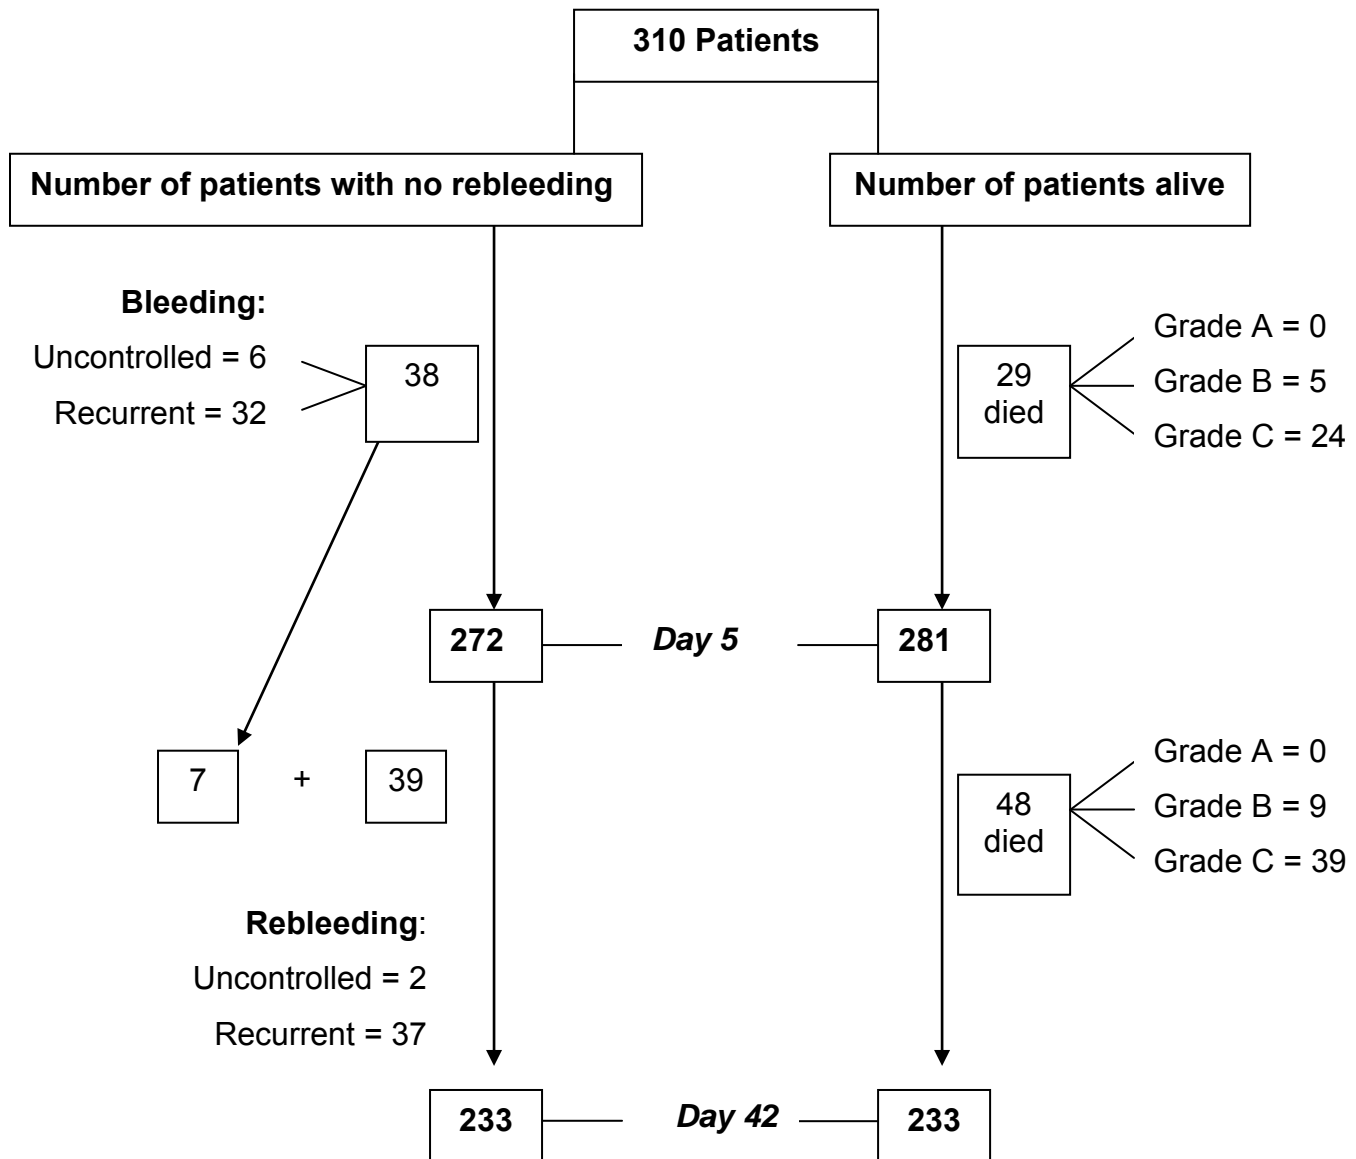 310 Patients
Number of patients with no rebleeding
Number of patients alive
Bleeding:
Uncontrolled = 6
Recurrent = 32
38
29
died
Grade A = 0
Grade B = 5
Grade C = 24
272
Day 5
281
7
+
39
48
died
Grade A = 0
Grade B = 9
Grade C = 39
Rebleeding:
Uncontrolled = 2
Recurrent = 37
233
Day 42
233